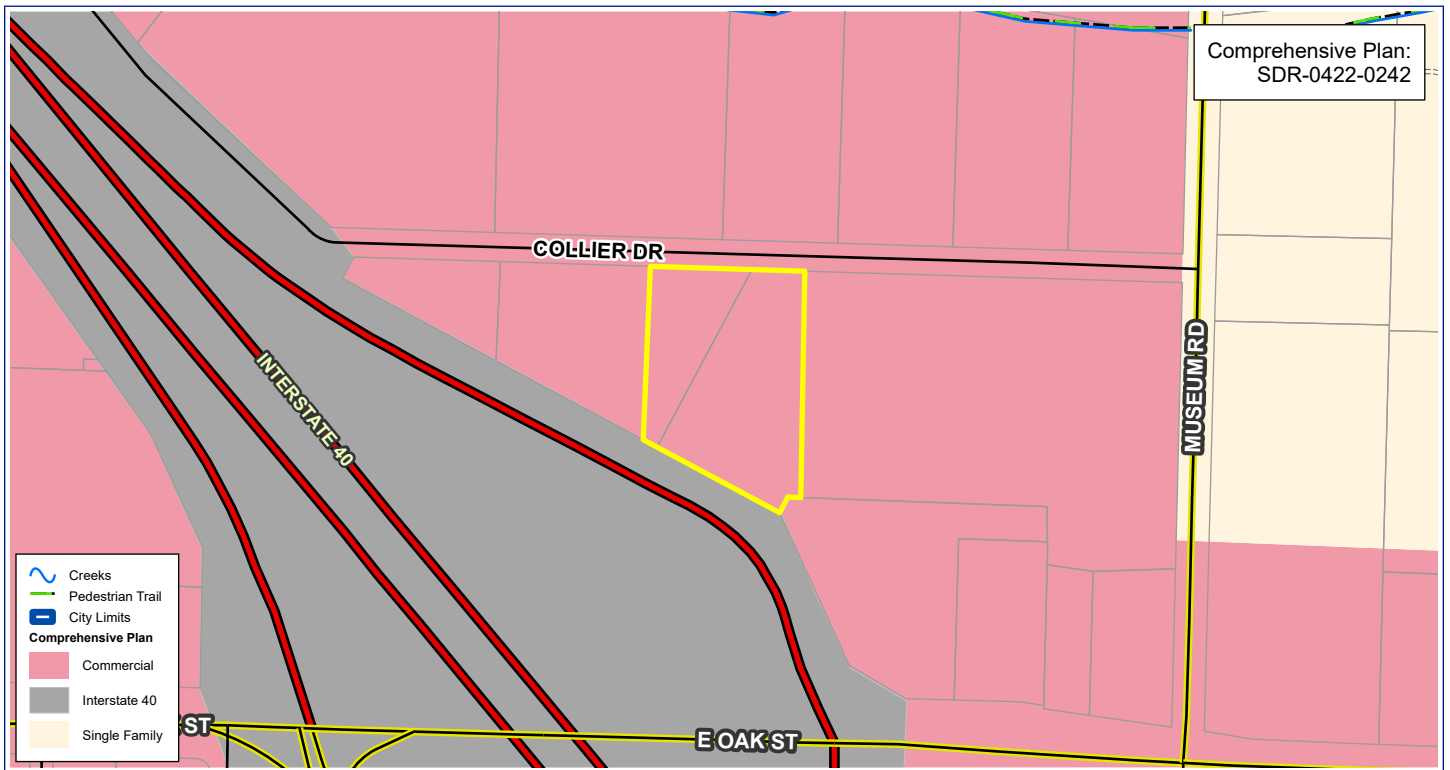 Comprehensive Plan:
SDR-0422-0242
COLLIER DR
MUSEUM RD
INTERSTATE 40
Creeks
Pedestrian Trail
City Limits
Comprehensive Plan
Commercial
Interstate 40
Single Family
ST
E OAK ST